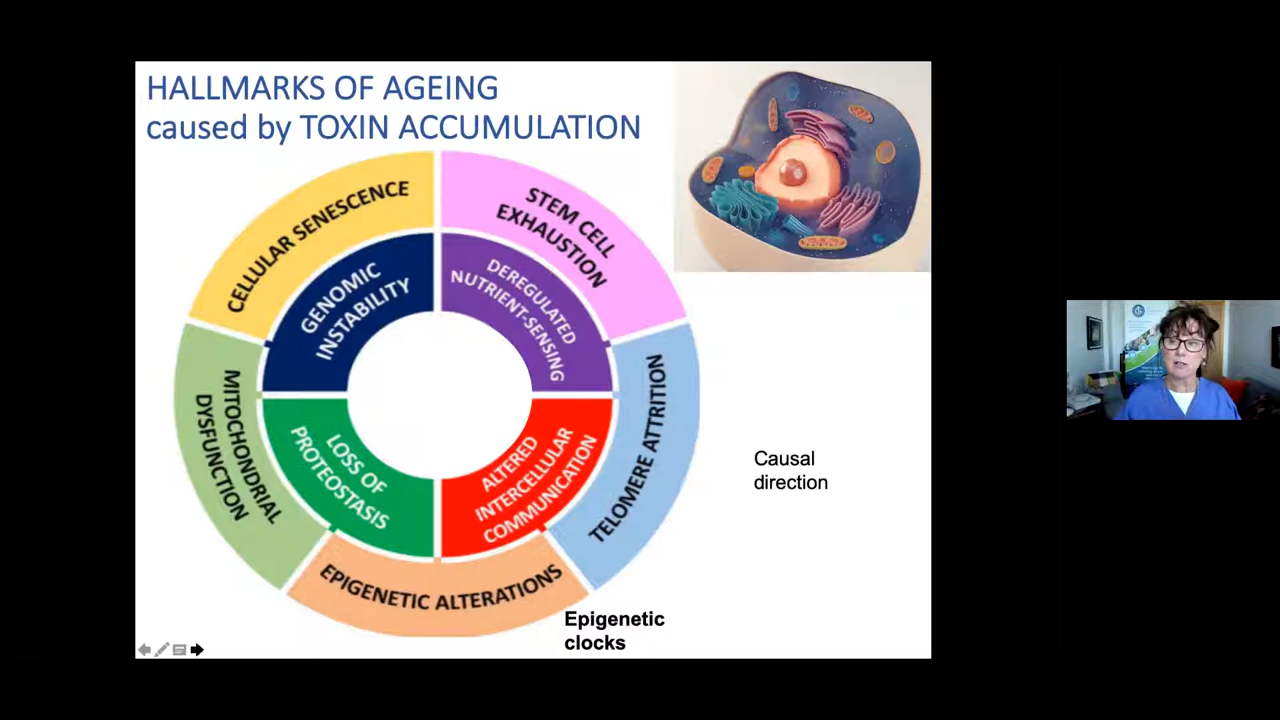 HALLMARKS OF AGEING
caused by TOXIN ACCUMULATION
CELLULAR SENESCENCE
STEM CELL
EXHAUSTION
GENOMIC
INSTABILITY
DEREGULATED
NUTRIENT-SENSING
MITOCHONDRIAL
DYSFUNCTION
LOSS OF
PROTEOSTASIS
ALTERED
INTERCELLULAR
COMMUNICATION
TELOMERE ATTRITION
EPIGENETIC ALTERATIONS
Causal
direction
Epigenetic
clocks